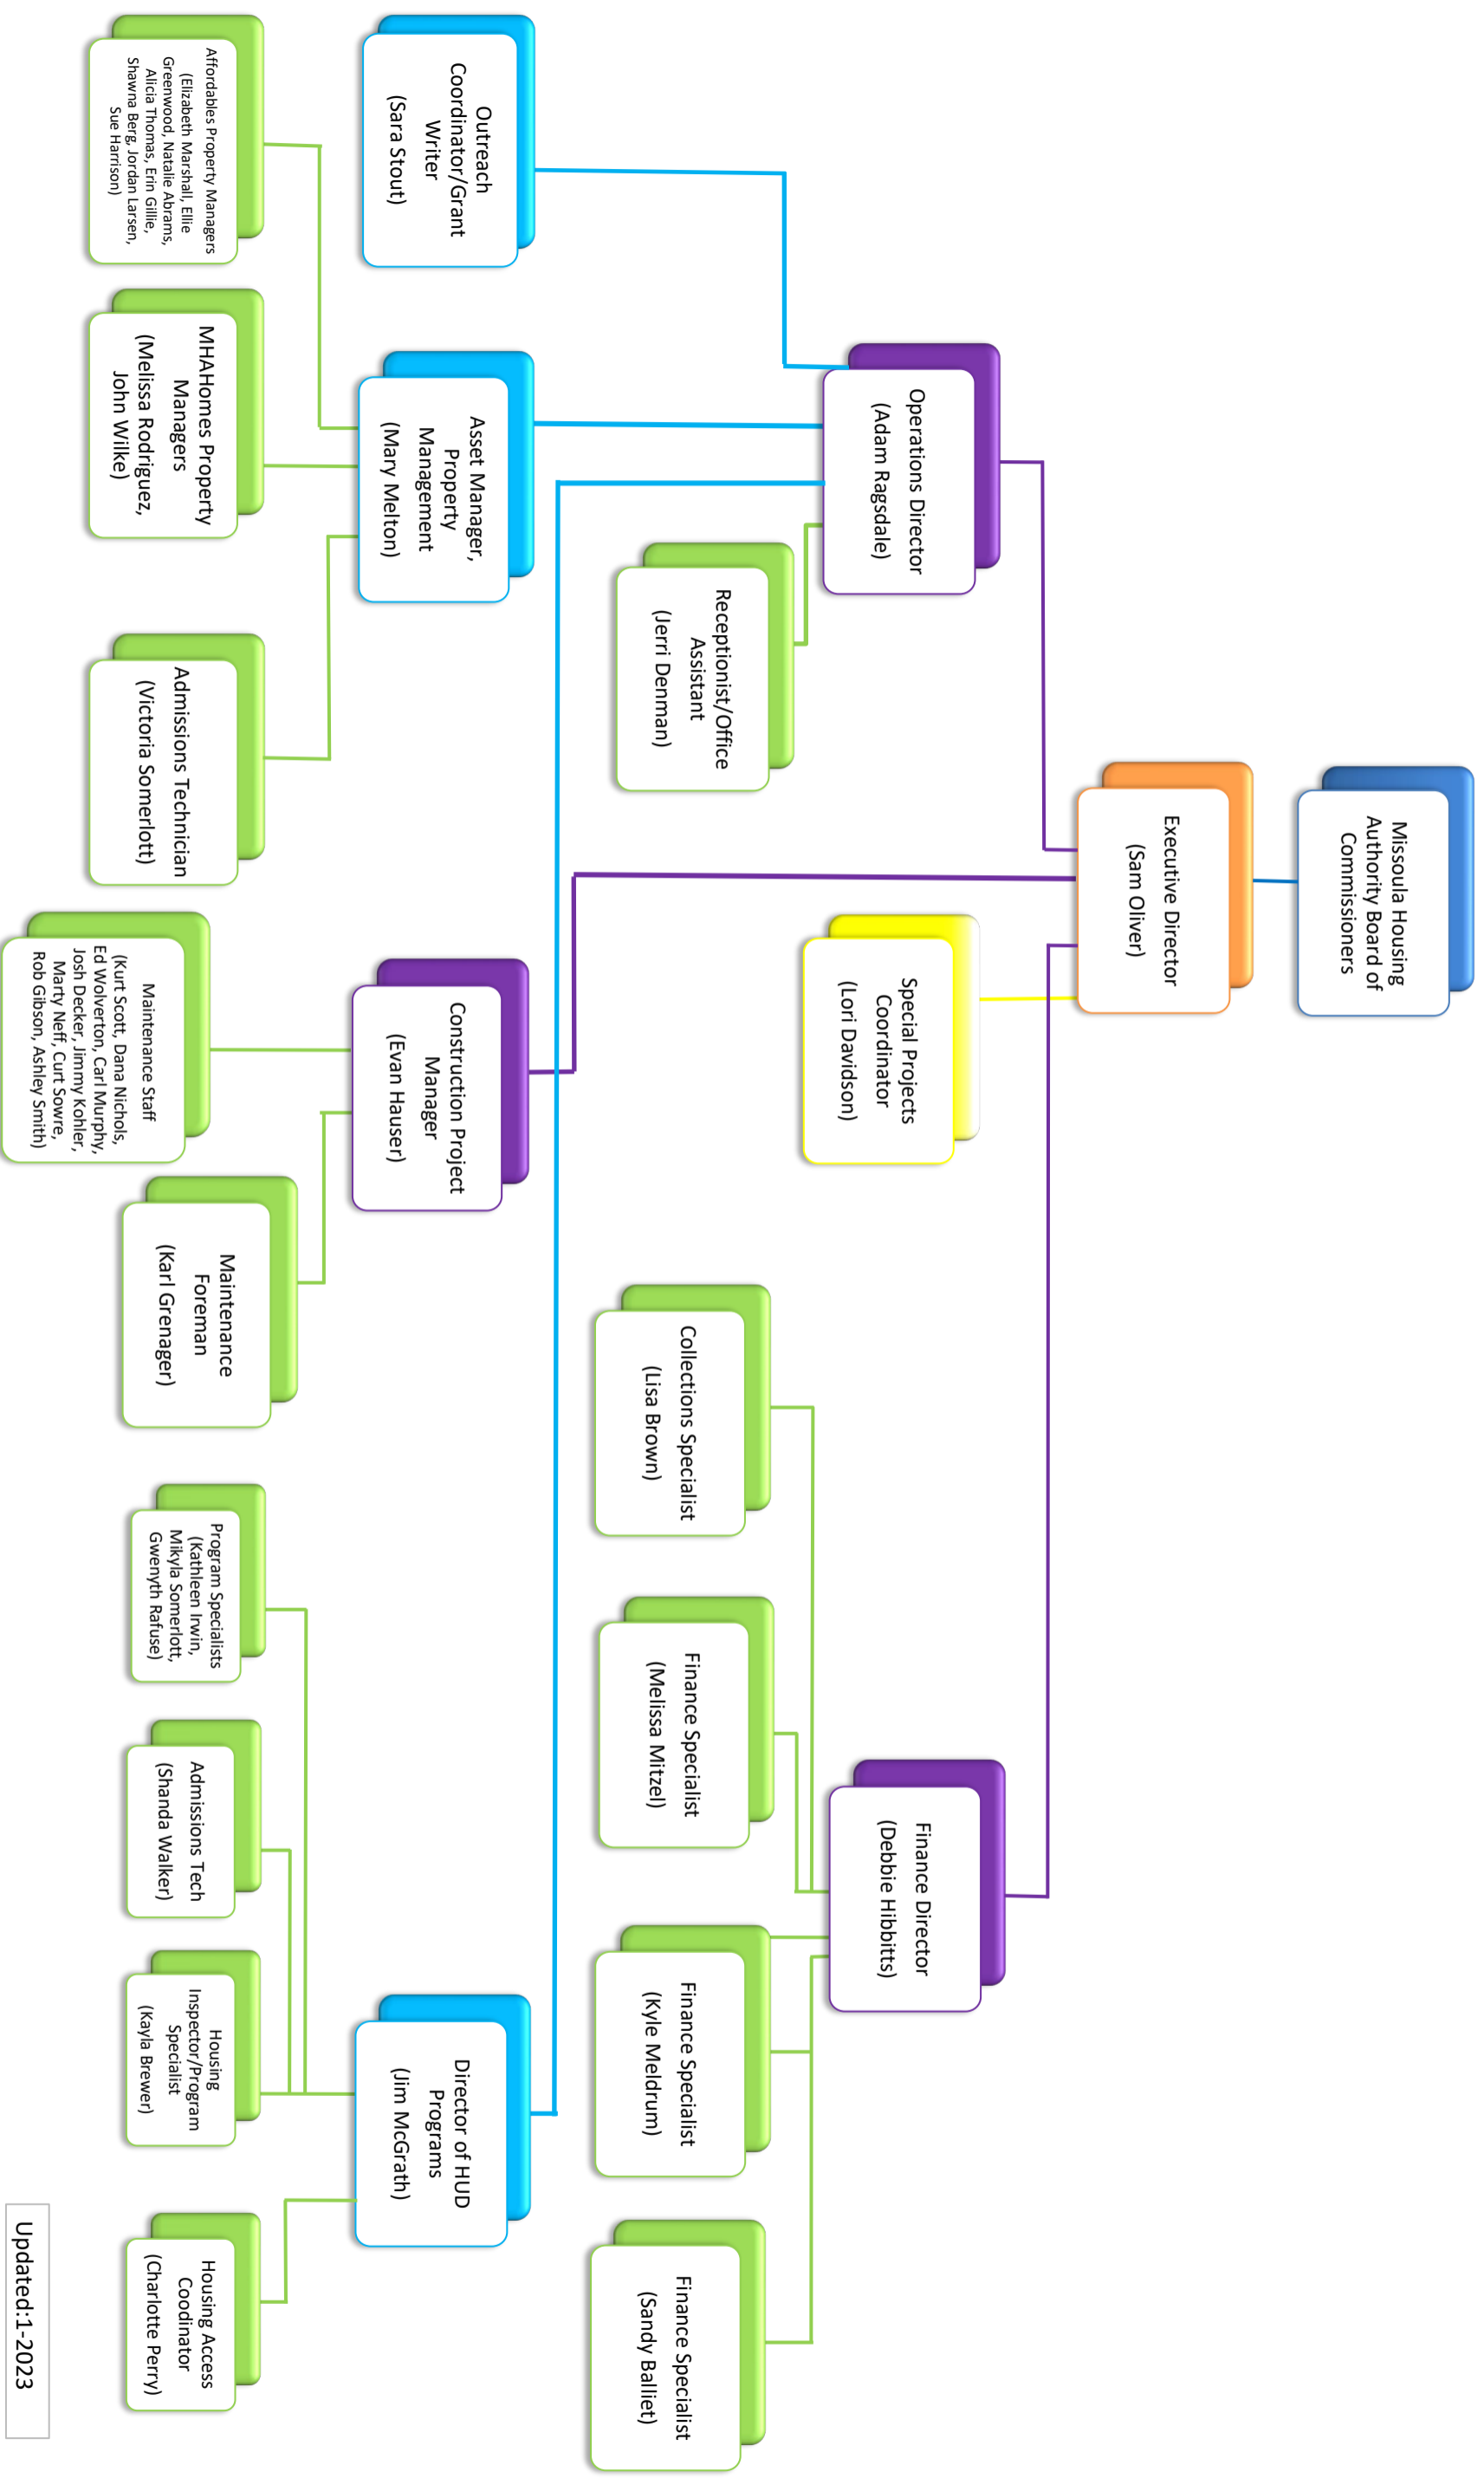 Missoula Housing
Authority Board of
Commissioners
Executive Director
(Sam Oliver)
Operations Director
(Adam Ragsdale)
Special Projects
Coordinator
(Lori Davidson)
Finance Director
(Debbie Hibbitts)
Receptionist/Office
Assistant
(Jerri Denman)
Collections Specialist
(Lisa Brown)
Finance Specialist
(Melissa Mitzel)
Finance Specialist
(Kyle Meldrum)
Finance Specialist
(Sandy Balliet)
Outreach
Coordinator/Grant
Writer
(Sara Stout)
Asset Manager,
Property
Management
(Mary Melton)
Construction Project
Manager
(Evan Hauser)
Director of HUD
Programs
(Jim McGrath)
Affordables Property Managers
(Elizabeth Marshall, Ellie
Greenwood, Natalie Abrams,
Alicia Thomas, Erin Gillie,
Shawna Berg, Jordan Larsen,
Sue Harrison)
MHAHomes Property
Managers
(Melissa Rodriguez,
John Wilke)
Admissions Technician
(Victoria Somerlott)
Maintenance Staff
(Kurt Scott, Dana Nichols,
Ed Wolverton, Carl Murphy,
Josh Decker, Jimmy Kohler,
Marty Neff, Curt Sowre,
Rob Gibson, Ashley Smith)
Maintenance
Foreman
(Karl Grenager)
Program Specialists
(Kathleen Irwin,
Mikyla Somerlott,
Gwenyth Rafuse)
Admissions Tech
(Shanda Walker)
Housing
Inspector/Program
Specialist
(Kayla Brewer)
Housing Access
Coodinator
(Charlotte Perry)
Updated:1-2023